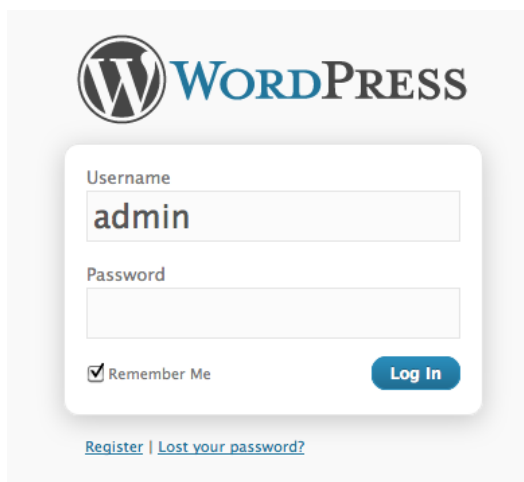 WORDPRESS
Username
admin
Password
Remember Me
Log In
Register | Lost your password?